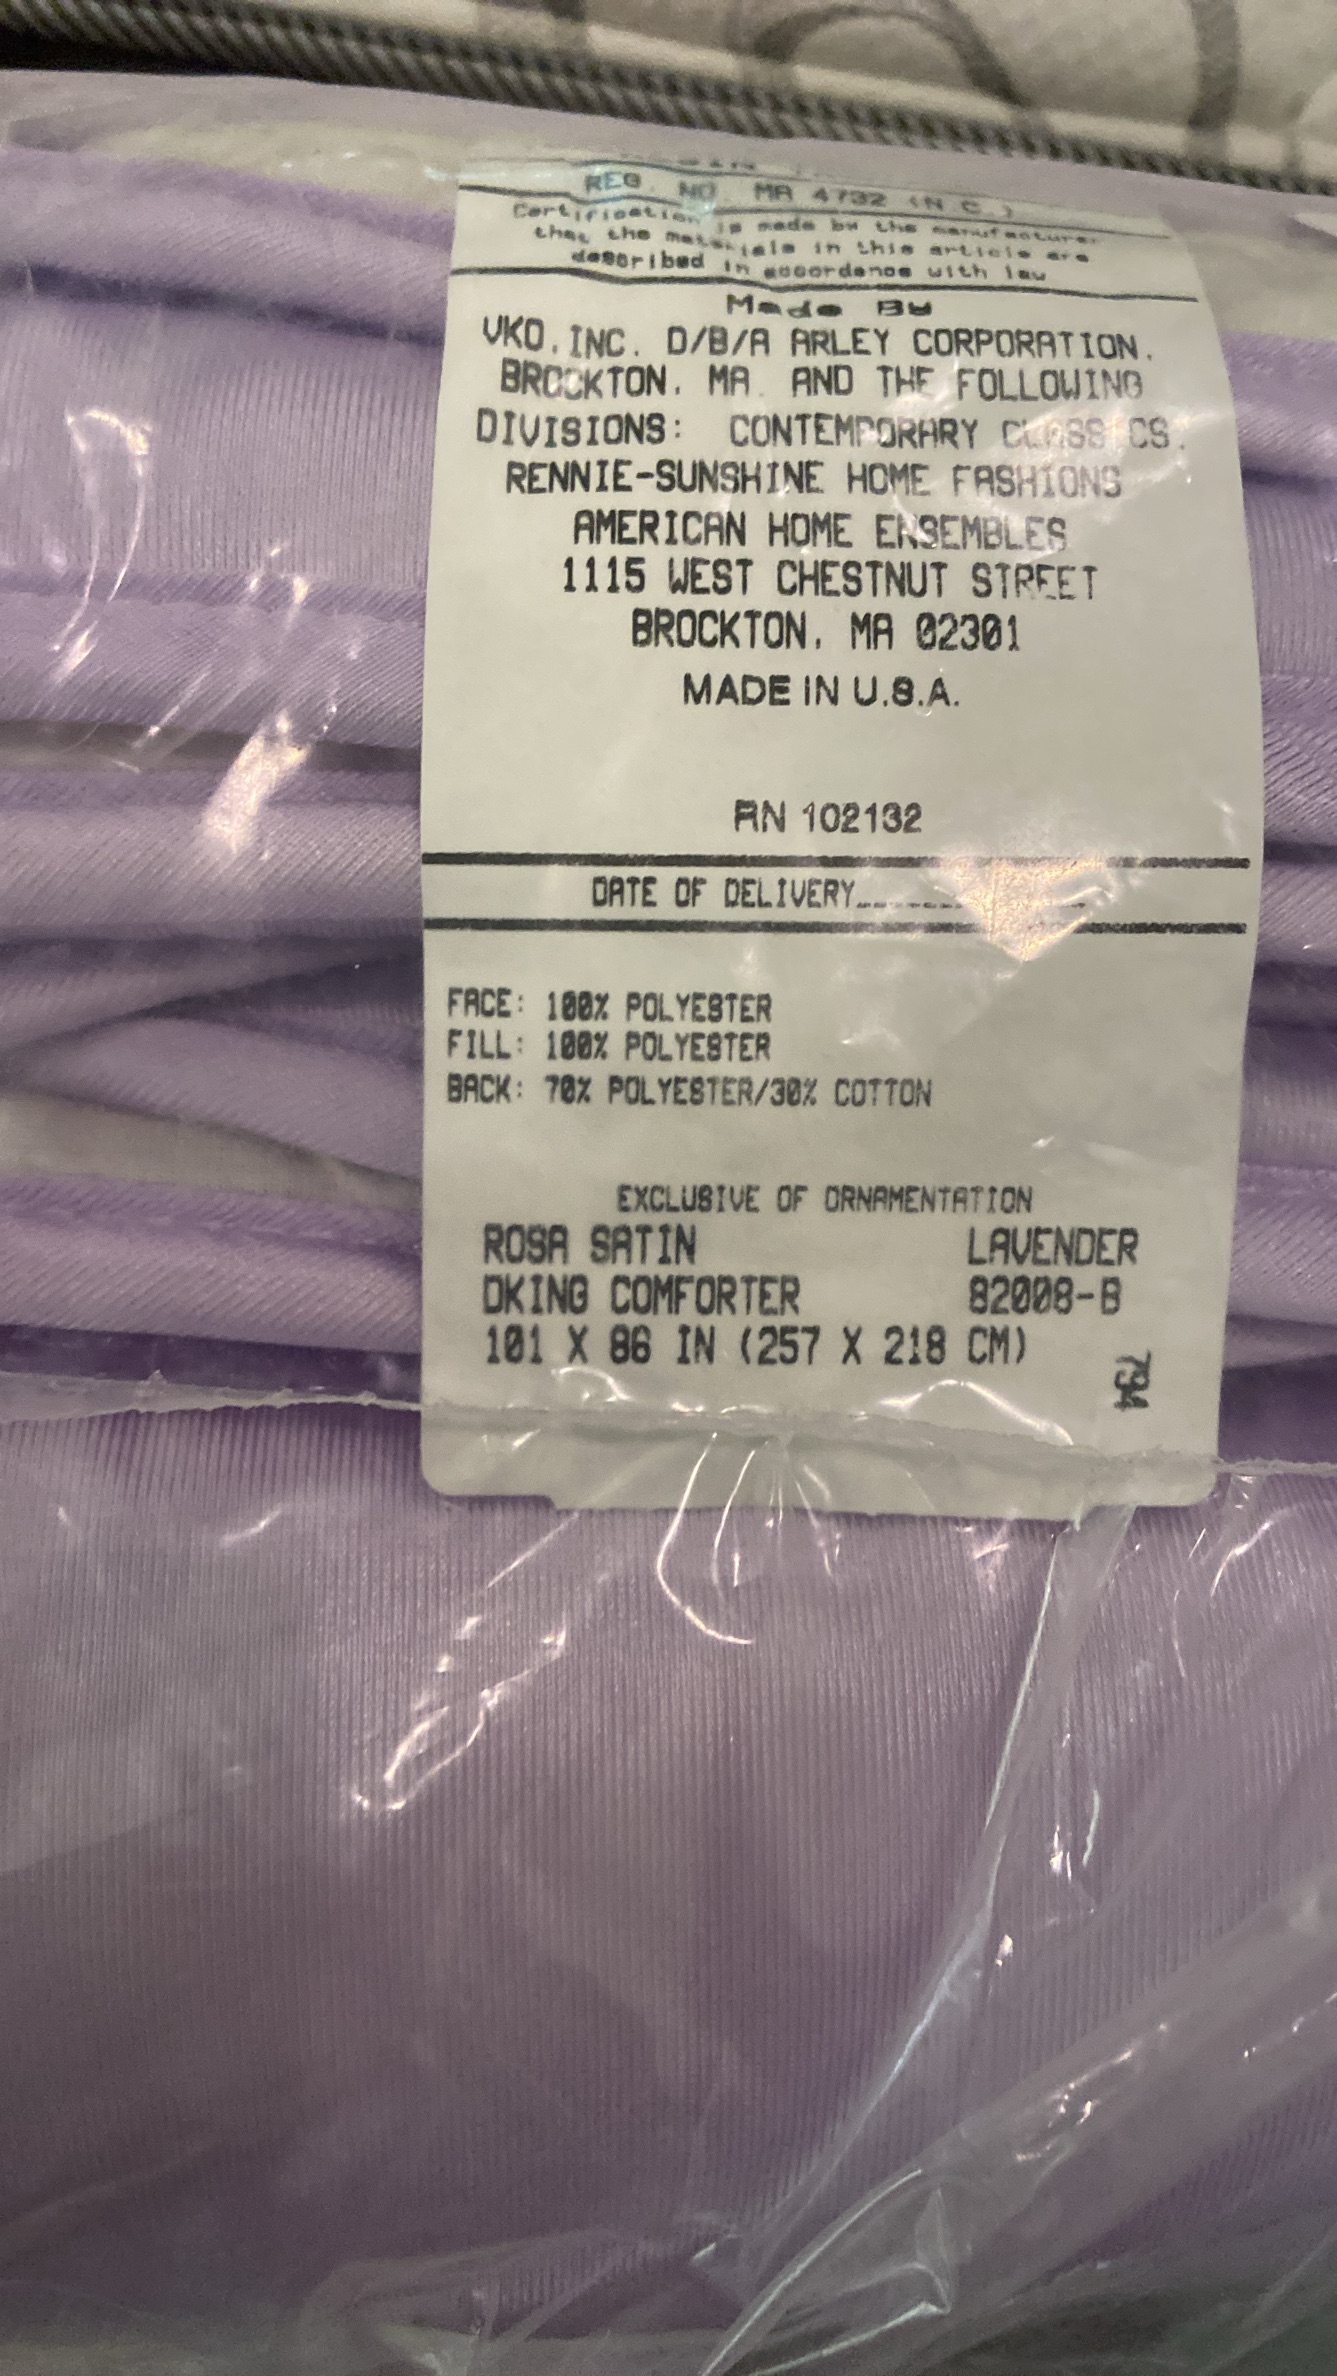 REG. NO. MA 4732 (N.C.)
Certification is made by the manufacturer
that the materials in this article are
described in accordance with law
Made By
VKO, INC. D/B/A ARLEY CORPORATION,
BROCKTON, MA. AND THE FOLLOWING
DIVISIONS: CONTEMPORARY CLASSICS,
RENNIE-SUNSHINE HOME FASHIONS
AMERICAN HOME ENSEMBLES
1115 WEST CHESTNUT STREET
BROCKTON, MA 02301
MADE IN U.S.A.
RN 102132
DATE OF DELIVERY
FACE: 100% POLYESTER
FILL: 100% POLYESTER
BACK: 70% POLYESTER/30% COTTON
EXCLUSIVE OF ORNAMENTATION
ROSA SATIN LAVENDER
DKING COMFORTER 82008-B
101 X 86 IN (257 X 218 CM)